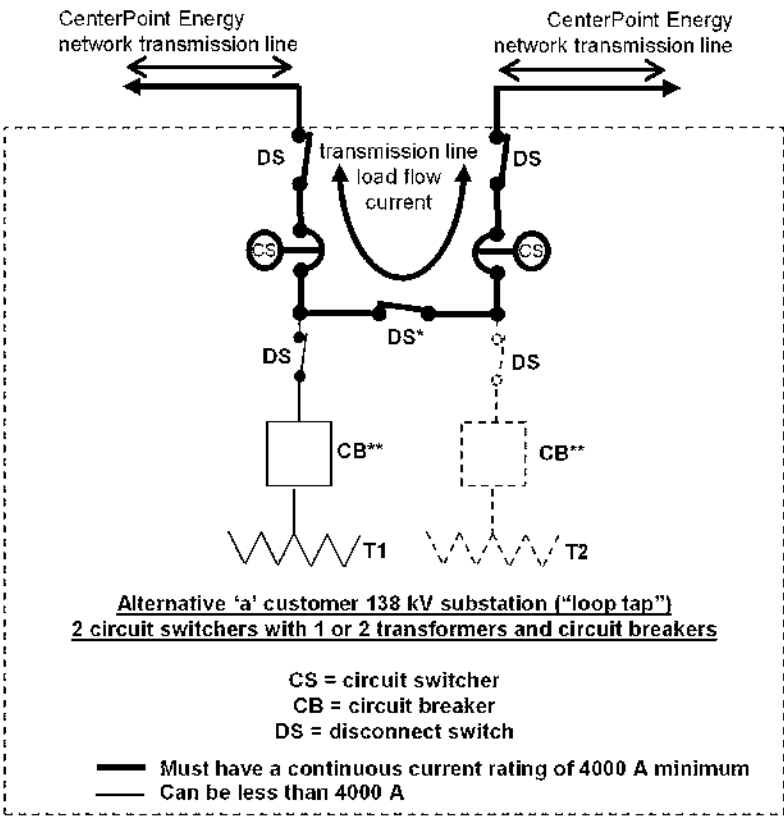 CenterPoint Energy
network transmission line
CenterPoint Energy
network transmission line
DS
transmission line
load flow
current
DS
CS
CS
DS*
DS
DS
CB**
CB**
T1
T2
Alternative ‘a’ customer 138 kV substation (“loop tap”)
2 circuit switchers with 1 or 2 transformers and circuit breakers
CS = circuit switcher
CB = circuit breaker
DS = disconnect switch
Must have a continuous current rating of 4000 A minimum
Can be less than 4000 A